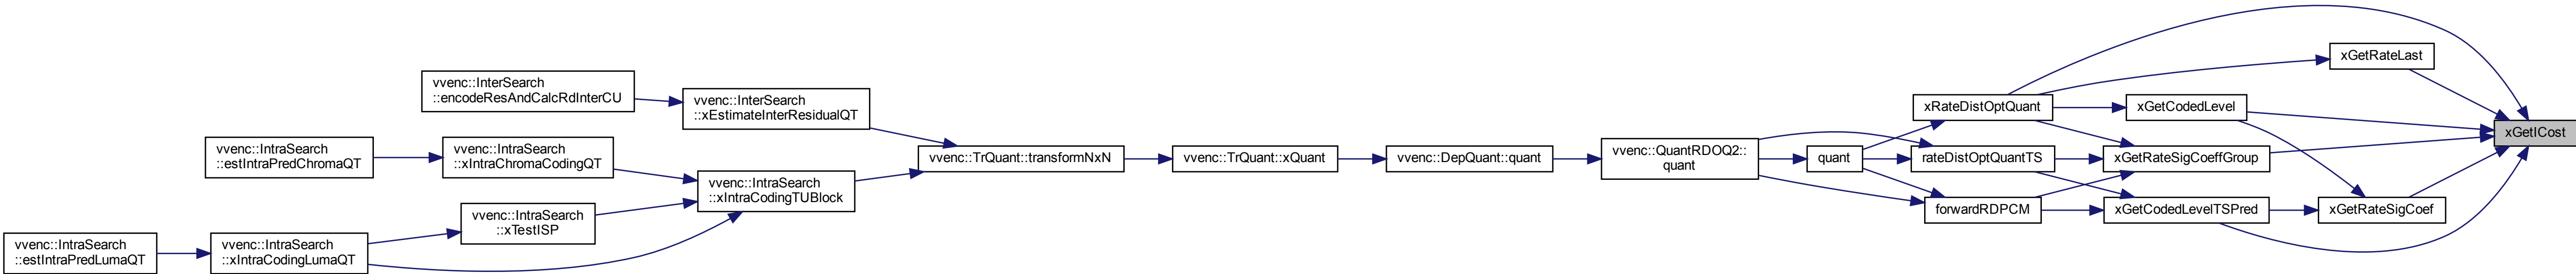 vvenc::IntraSearch
::estIntraPredLumaQT
vvenc::IntraSearch
::estIntraPredChromaQT
vvenc::IntraSearch
::xIntraCodingLumaQT
vvenc::InterSearch
::encodeResAndCalcRdInterCU
vvenc::IntraSearch
::xIntraChromaCodingQT
vvenc::IntraSearch
::xTestISP
vvenc::InterSearch
::xEstimateInterResidualQT
vvenc::IntraSearch
::xIntraCodingTUBlock
vvenc::TrQuant::transformNxN
vvenc::TrQuant::xQuant
vvenc::DepQuant::quant
vvenc::QuantRDOQ2::
quant
quant
xRateDistOptQuant
rateDistOptQuantTS
forwardRDPCM
xGetCodedLevel
xGetRateSigCoeffGroup
xGetCodedLevelTSPred
xGetRateLast
xGetRateSigCoef
xGetICost